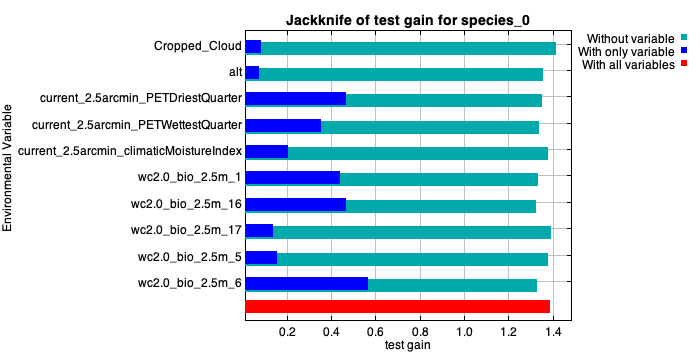 Jackknife of test gain for species_0
Without variable
With only variable
With all variables
Environmental Variable
Cropped_Cloud
alt
current_2.5arcmin_PETDriestQuarter
current_2.5arcmin_PETWettestQuarter
current_2.5arcmin_climaticMoistureIndex
wc2.0_bio_2.5m_1
wc2.0_bio_2.5m_16
wc2.0_bio_2.5m_17
wc2.0_bio_2.5m_5
wc2.0_bio_2.5m_6
0.2 0.4 0.6 0.8 1.0 1.2 1.4
test gain